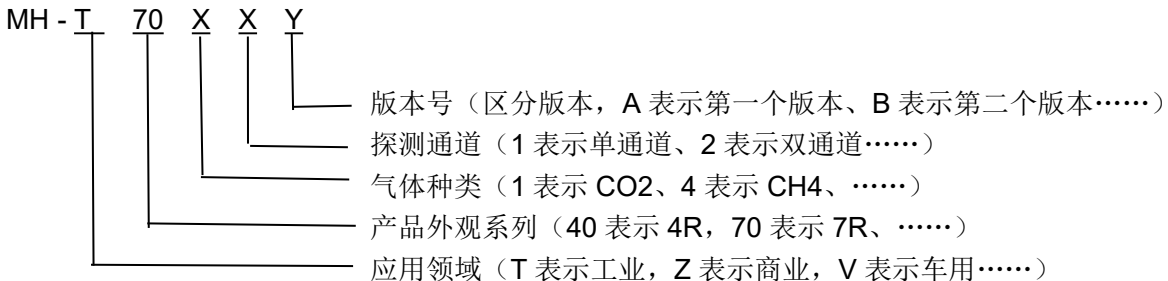 MH - T 70 X X Y
版本号（区分版本，A 表示第一个版本、B 表示第二个版本……）
探测通道（1 表示单通道、2 表示双通道……）
气体种类（1 表示 CO2、4 表示 CH4、……）
产品外观系列（40 表示 4R，70 表示 7R、……）
应用领域（T 表示工业，Z 表示商业，V 表示车用……）